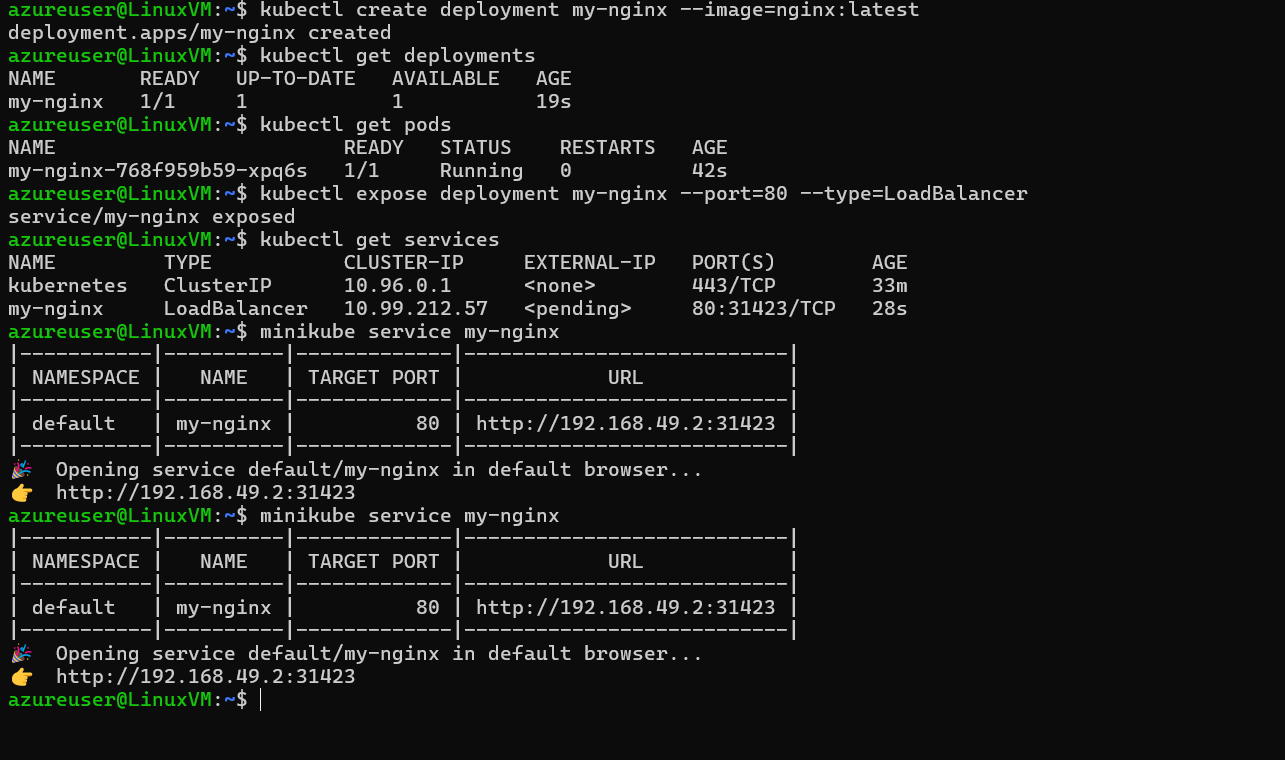 azureuser@LinuxVM:~$ kubectl create deployment my-nginx --image=nginx:latest
deployment.apps/my-nginx created
azureuser@LinuxVM:~$ kubectl get deployments
NAME       READY   UP-TO-DATE   AVAILABLE   AGE
my-nginx   1/1     1            1           19s
azureuser@LinuxVM:~$ kubectl get pods
NAME                        READY   STATUS    RESTARTS   AGE
my-nginx-768f959b59-xpq6s   1/1     Running   0          42s
azureuser@LinuxVM:~$ kubectl expose deployment my-nginx --port=80 --type=LoadBalancer
service/my-nginx exposed
azureuser@LinuxVM:~$ kubectl get services
NAME         TYPE           CLUSTER-IP     EXTERNAL-IP   PORT(S)        AGE
kubernetes   ClusterIP      10.96.0.1      <none>        443/TCP        33m
my-nginx     LoadBalancer   10.99.212.57   <pending>     80:31423/TCP   28s
azureuser@LinuxVM:~$ minikube service my-nginx
|-----------|----------|-------------|---------------------------|
| NAMESPACE |   NAME   | TARGET PORT |            URL            |
|-----------|----------|-------------|---------------------------|
| default   | my-nginx |          80 | http://192.168.49.2:31423 |
|-----------|----------|-------------|---------------------------|
🎉  Opening service default/my-nginx in default browser...
👉  http://192.168.49.2:31423
azureuser@LinuxVM:~$ minikube service my-nginx
|-----------|----------|-------------|---------------------------|
| NAMESPACE |   NAME   | TARGET PORT |            URL            |
|-----------|----------|-------------|---------------------------|
| default   | my-nginx |          80 | http://192.168.49.2:31423 |
|-----------|----------|-------------|---------------------------|
🎉  Opening service default/my-nginx in default browser...
👉  http://192.168.49.2:31423
azureuser@LinuxVM:~$